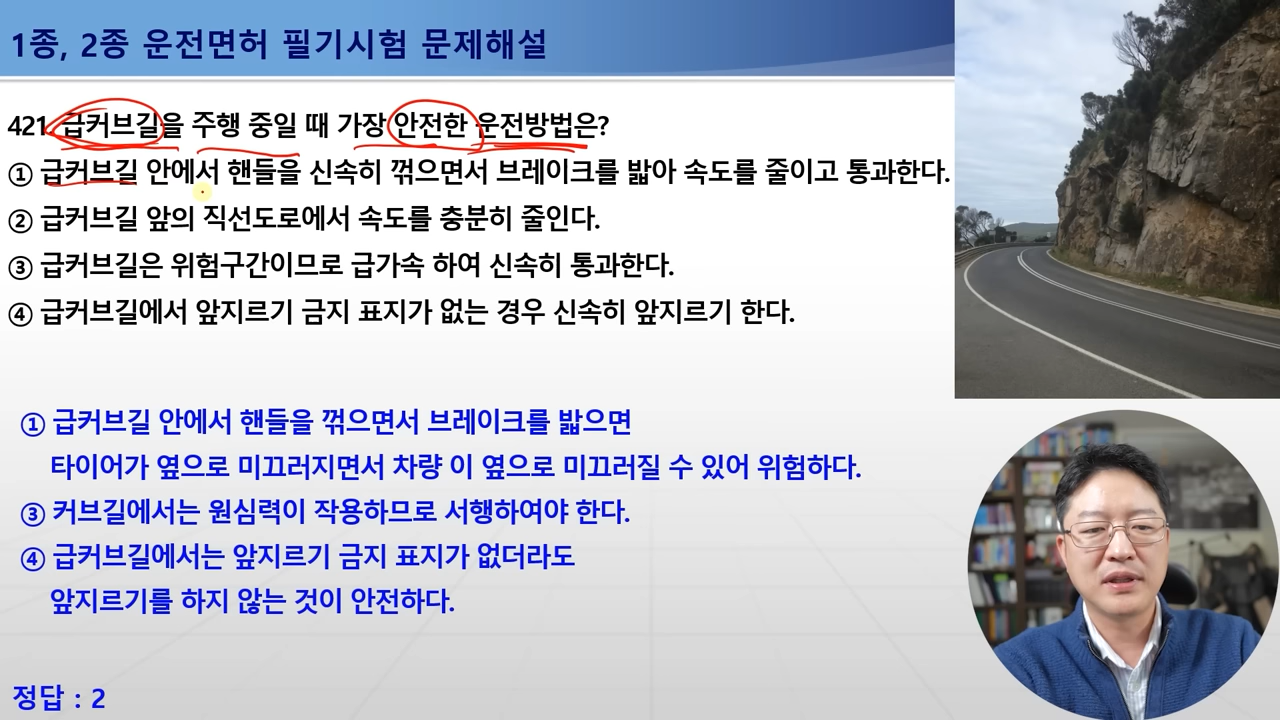 1종, 2종 운전면허 필기시험 문제해설
421. 급커브길을 주행 중일 때 가장 안전한 운전방법은?
① 급커브길 안에서 핸들을 신속히 꺾으면서 브레이크를 밟아 속도를 줄이고 통과한다.
② 급커브길 앞의 직선도로에서 속도를 충분히 줄인다.
③ 급커브길은 위험구간이므로 급가속 하여 신속히 통과한다.
④ 급커브길에서 앞지르기 금지 표지가 없는 경우 신속히 앞지르기 한다.
① 급커브길 안에서 핸들을 꺾으면서 브레이크를 밟으면
타이어가 옆으로 미끄러지면서 차량 이 옆으로 미끄러질 수 있어 위험하다.
③ 커브길에서는 원심력이 작용하므로 서행하여야 한다.
④ 급커브길에서는 앞지르기 금지 표지가 없더라도
앞지르기를 하지 않는 것이 안전하다.
정답 : 2